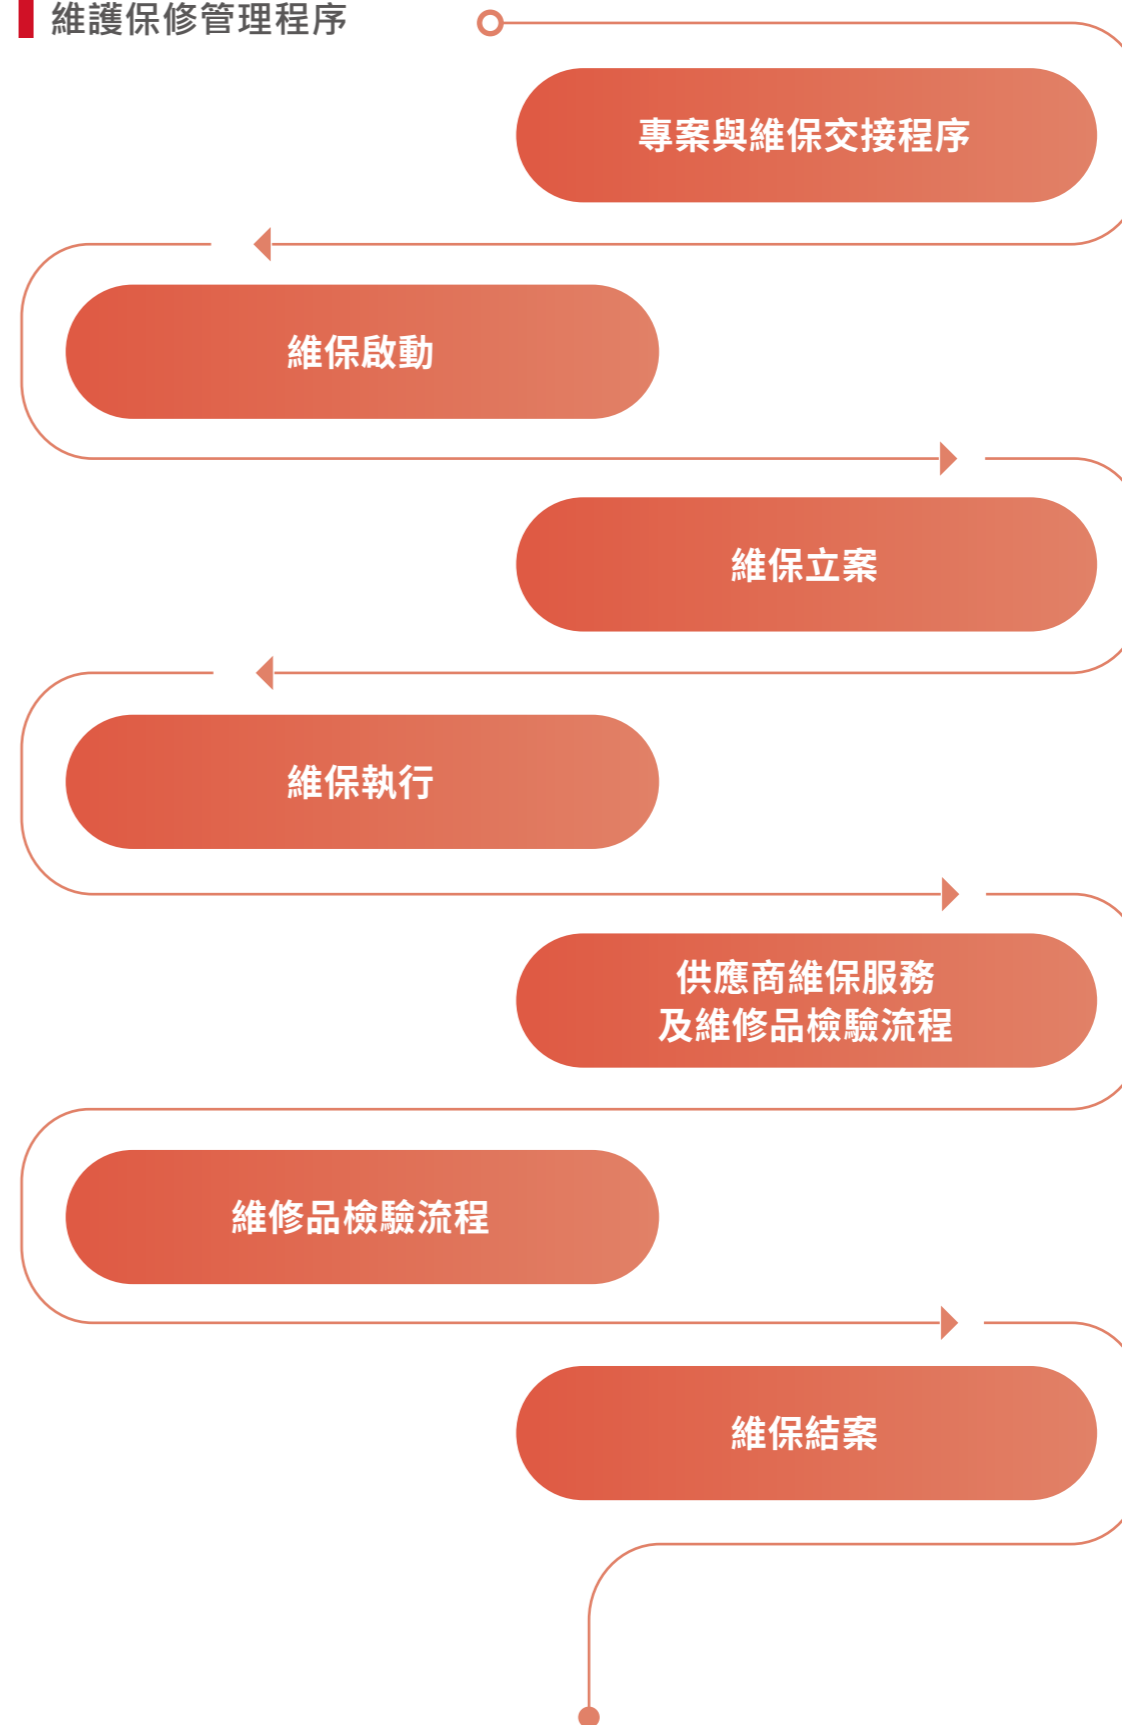 維護保修管理程序
專案與維保交接程序
維保啟動
維保立案
維保執行
供應商維保服務
及維修品檢驗流程
維修品檢驗流程
維保結案